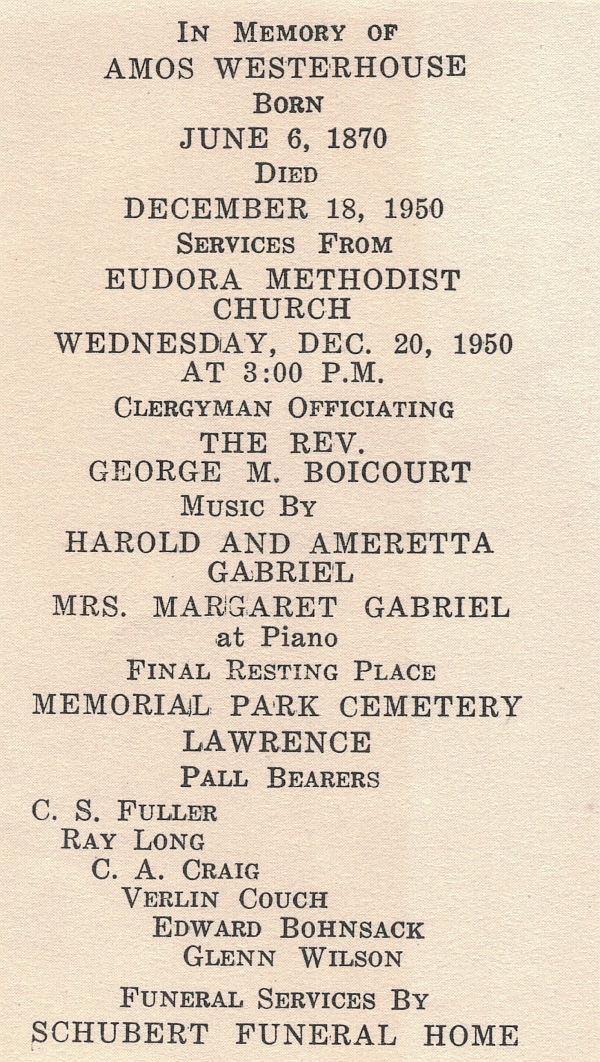 In Memory of
AMOS WESTERHOUSE
Born
JUNE 6, 1870
Died
DECEMBER 18, 1950
Services From
EUDORA METHODIST
CHURCH
WEDNESDAY, DEC. 20, 1950
AT 3:00 P.M.
Clergyman Officiating
THE REV.
GEORGE M. BOICOURT
Music By
HAROLD AND AMERETTA
GABRIEL
MRS. MARGARET GABRIEL
at Piano
Final Resting Place
MEMORIAL PARK CEMETERY
LAWRENCE
Pall Bearers
C. S. Fuller
Ray Long
C. A. Craig
Verlin Couch
Edward Bohnsack
Glenn Wilson
Funeral Services By
SCHUBERT FUNERAL HOME